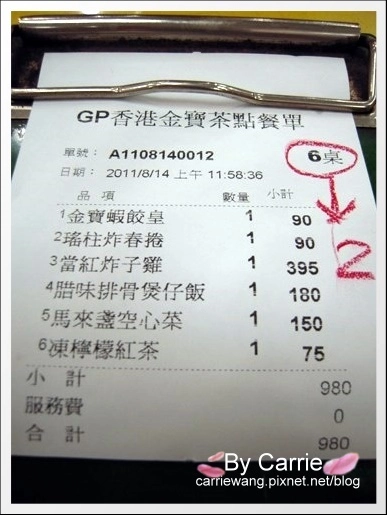 GP香港金寶茶點餐單
單號： A1108140012 6桌
日期： 2011/8/14 上午 11:58:36
品 項 數量 小計
1金寶蝦餃皇 1 90
2瑤柱炸春捲 1 90
3當紅炸子雞 1 395
4腊味排骨煲仔飯 1 180
5馬來盞空心菜 1 150
6凍檸檬紅茶 1 75
小 計 980
服務費 0
合 計 980
2
By Carrie
carriewang.pixnet.net/blog